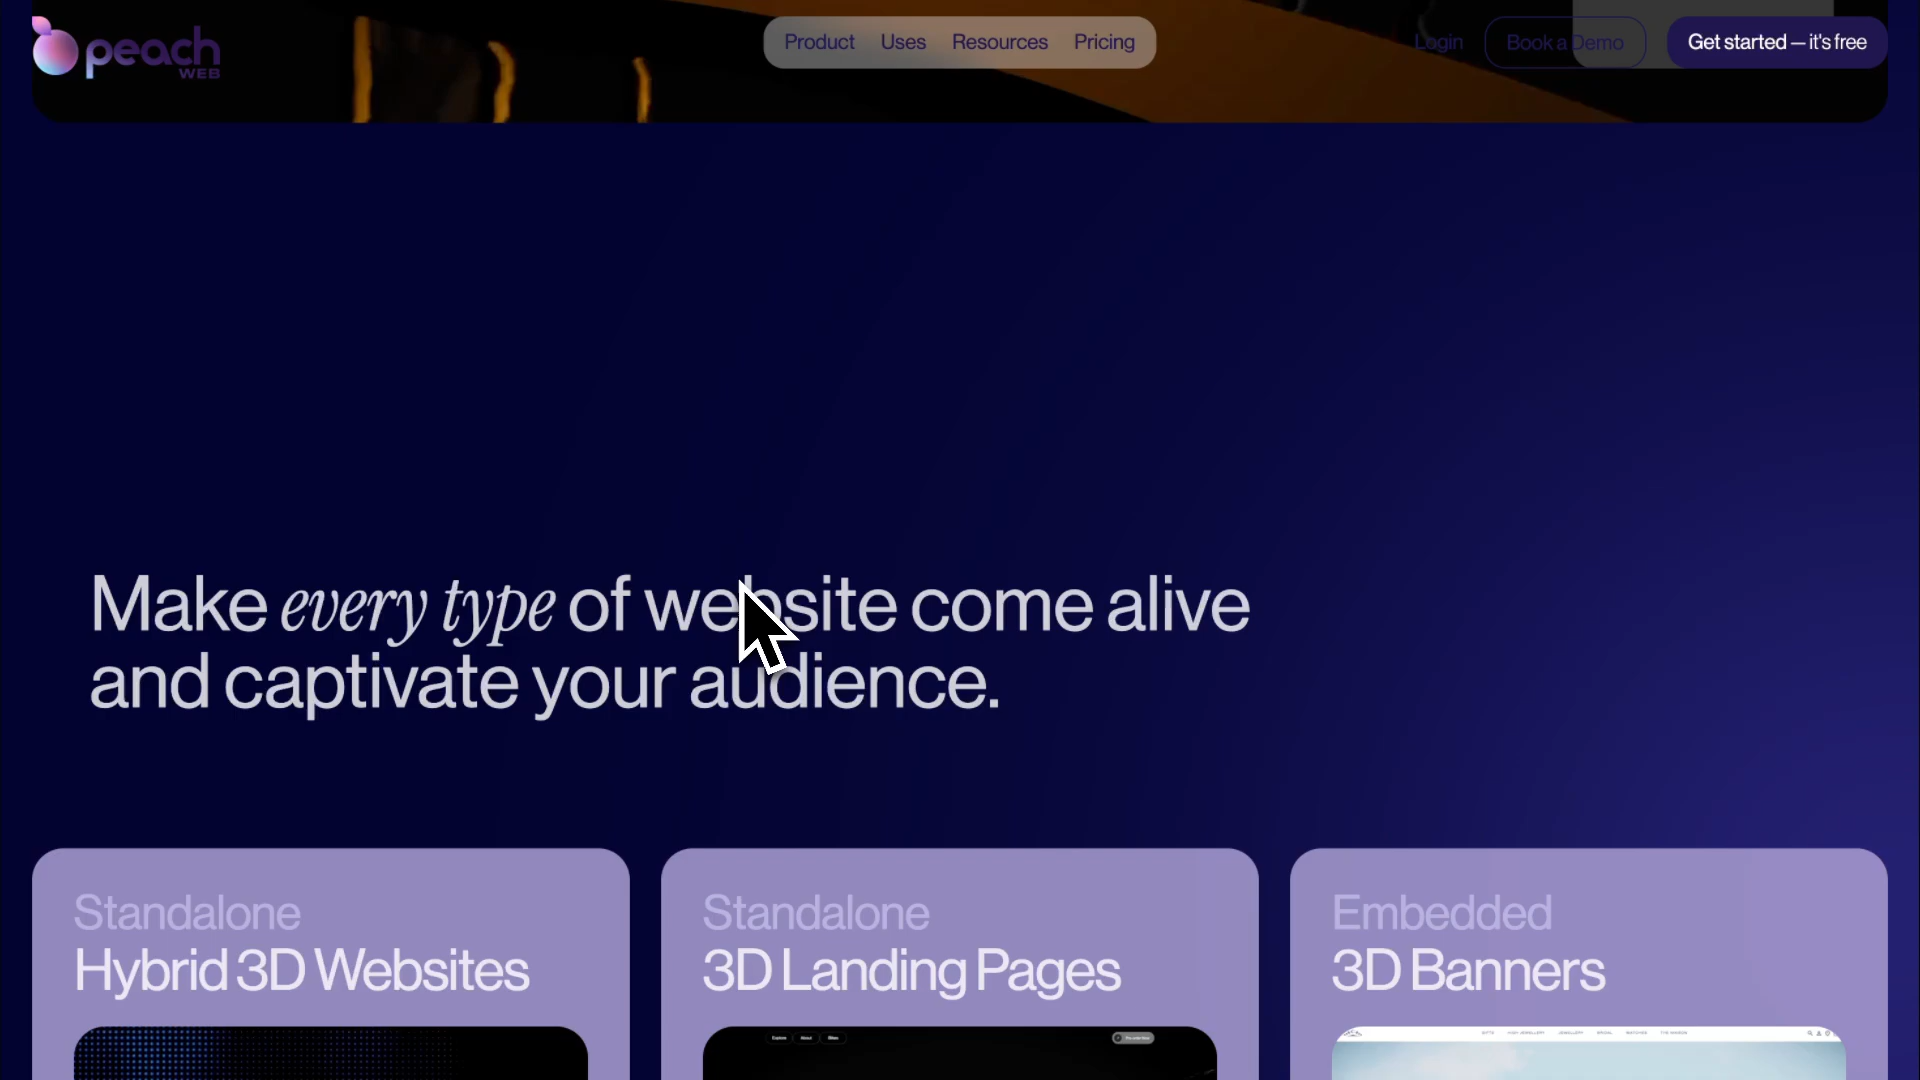 peach
WEB
Product Uses Resources Pricing
Login
Book a Demo
Get started – it's free
Make every type of website come alive
and captivate your audience.
Standalone
Hybrid 3D Websites
Standalone
3D Landing Pages
Embedded
3D Banners